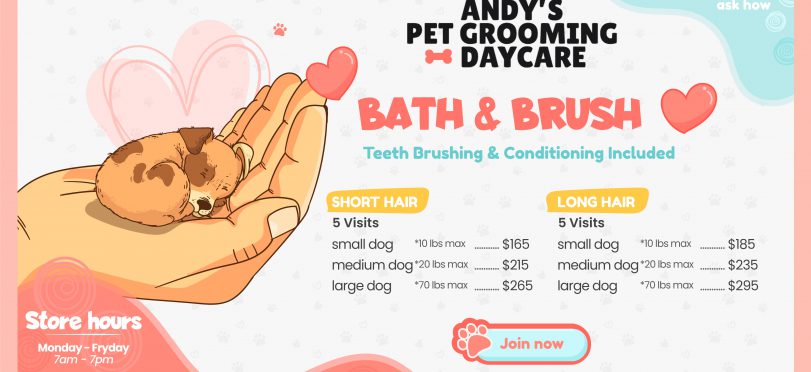 ask how
ANDY'S
PET GROOMING
DAYCARE
BATH & BRUSH
Teeth Brushing & Conditioning Included
SHORT HAIR
5 Visits
small dog *10 lbs max ........... $165
medium dog *20 lbs max ........... $215
large dog *70 lbs max ........... $265
LONG HAIR
5 Visits
small dog *10 lbs max ........... $185
medium dog *20 lbs max ........... $235
large dog *70 lbs max ........... $295
Store hours
Monday - Fryday
7am - 7pm
Join now